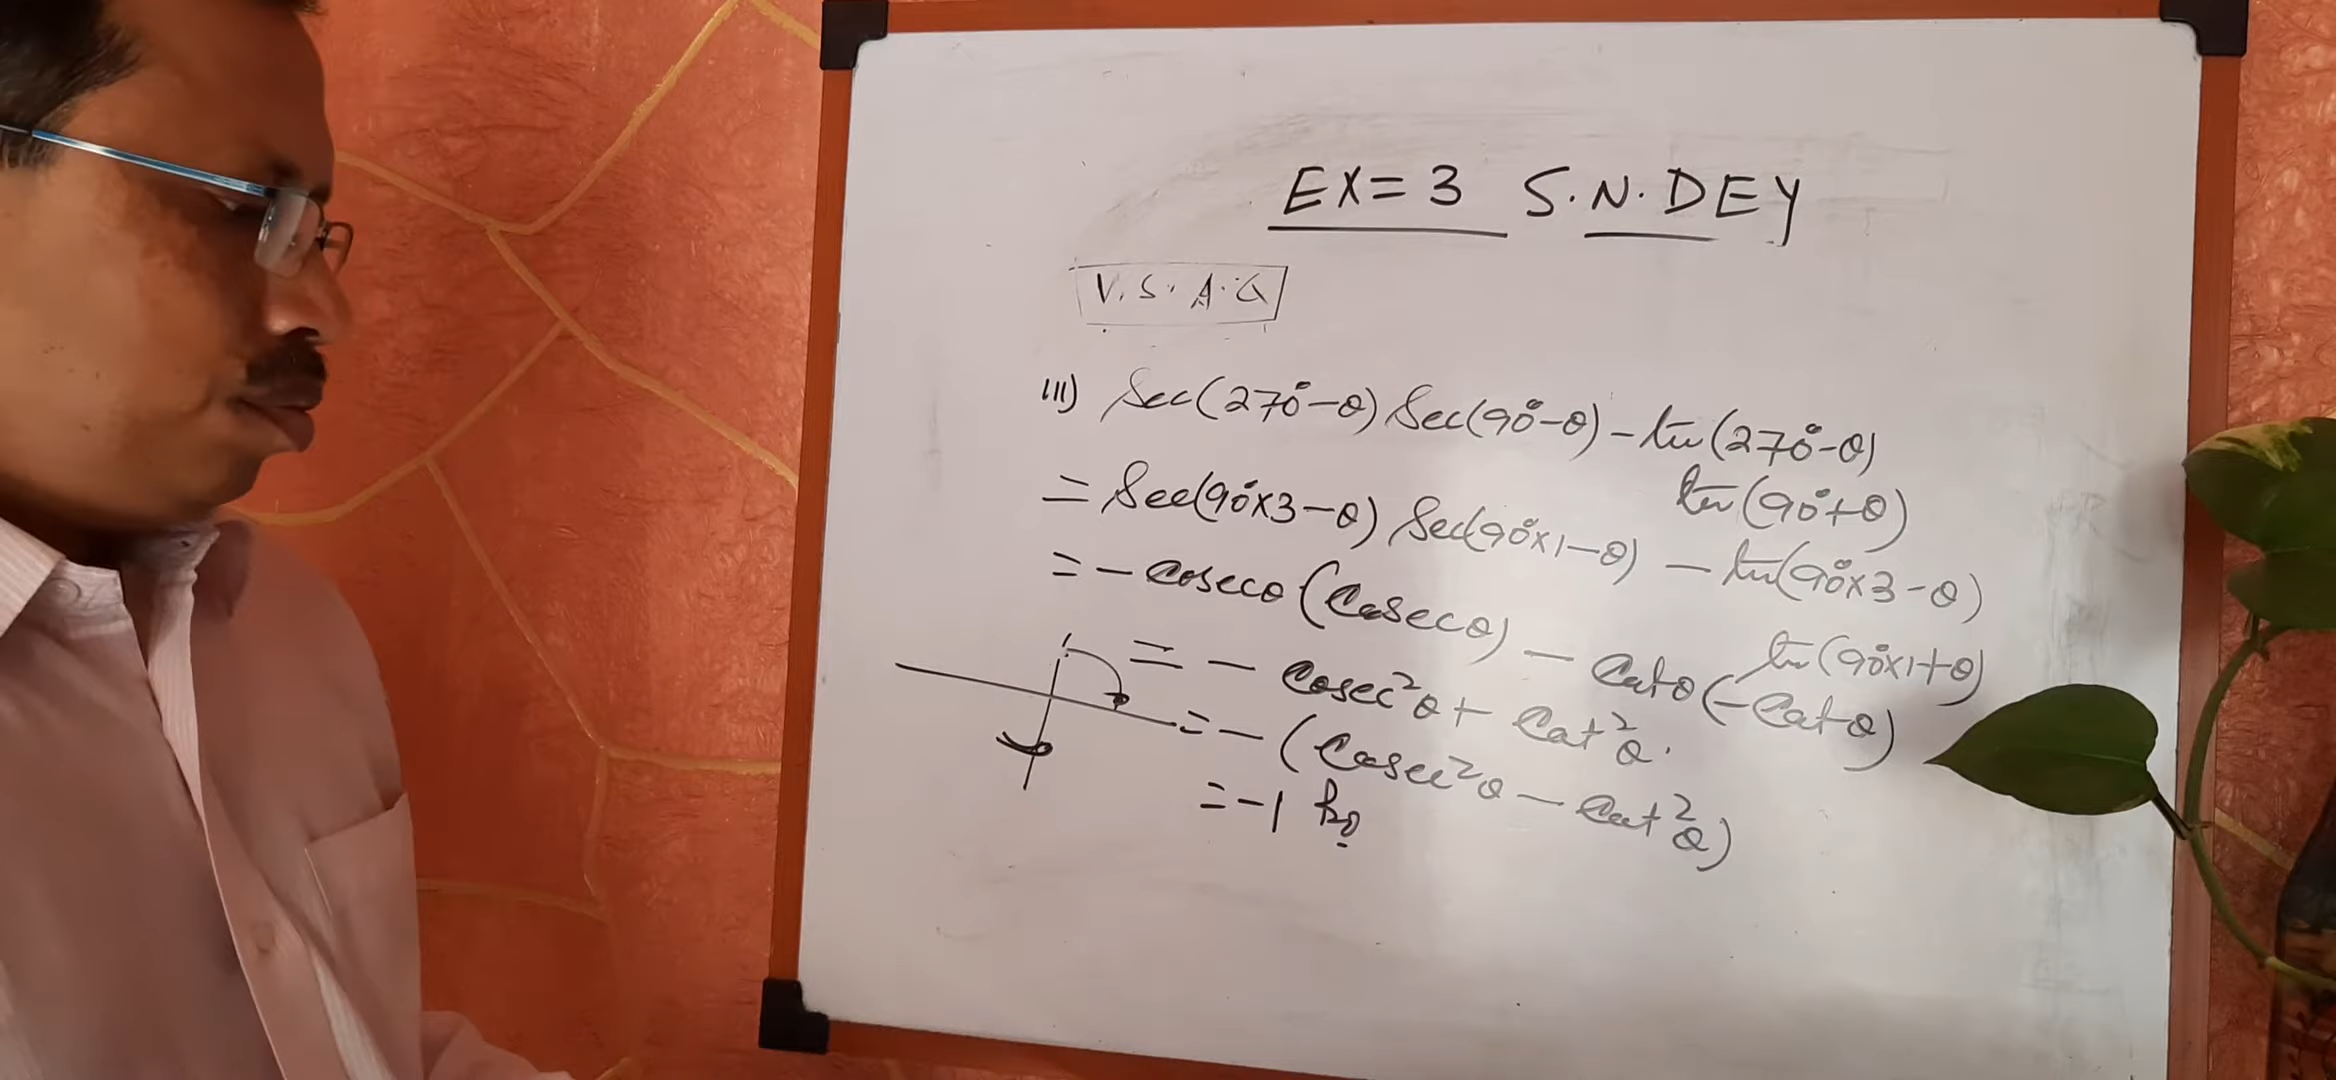 EX=3 S.N.DEY
V.S.A.Q
iii) Sec(270°-θ) Sec(90°-θ) - tan(270°-θ)
tan(90°+θ)
= Sec(90°×3-θ) Sec(90°×1-θ) - tan(90°×3-θ)
tan(90°×1+θ)
= - cosecθ (Cosecθ) - Cotθ (-Cotθ)
= - Cosec²θ + Cot²θ.
= - (Cosec²θ - Cot²θ)
= -1